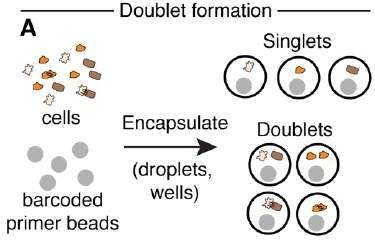 Doublet formation
A
Singlets
cells
Encapsulate
Doublets
(droplets,
wells)
barcoded
primer beads